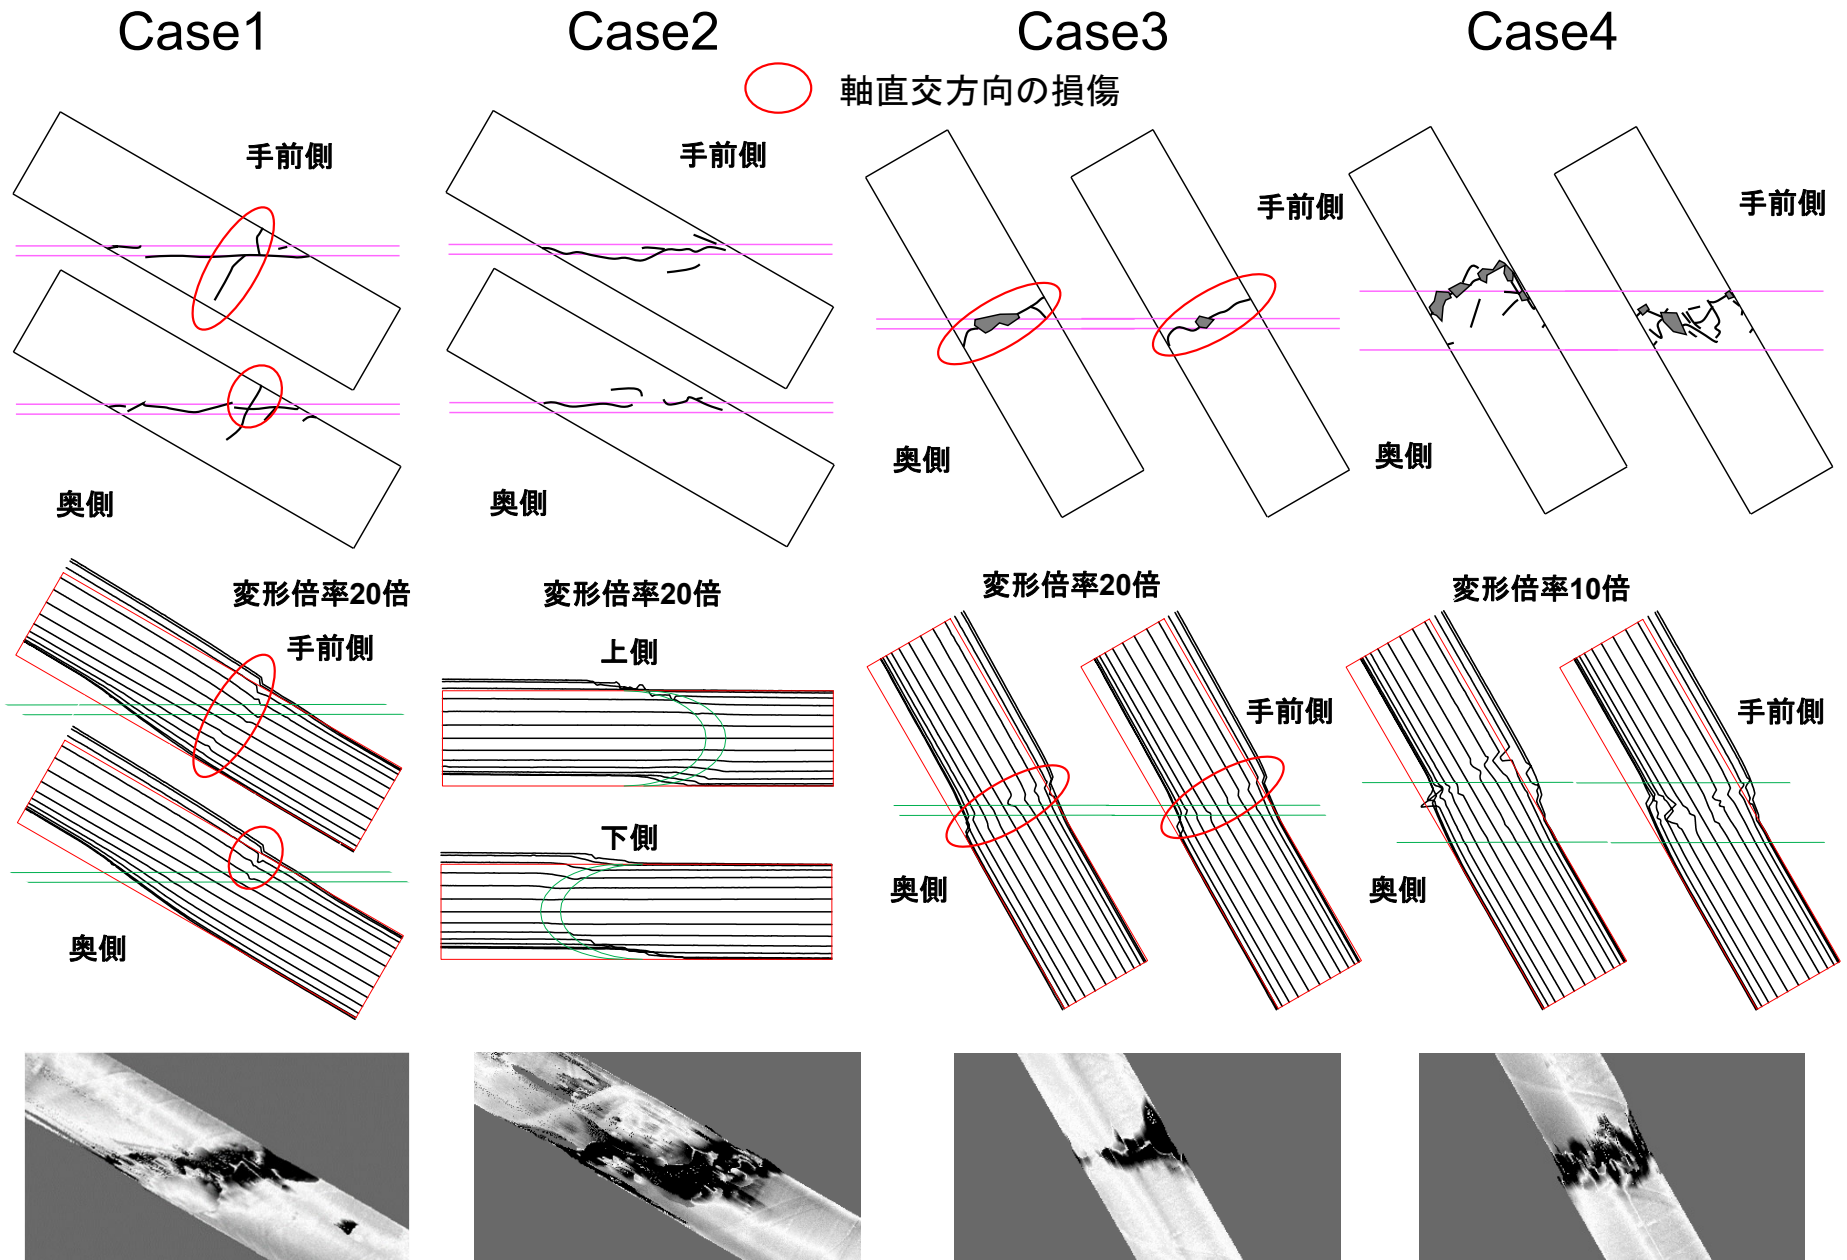 Case1
Case2
Case3
Case4
軸直交方向の損傷
手前側
手前側
手前側
手前側
奥側
奥側
奥側
奥側
変形倍率20倍
変形倍率20倍
変形倍率20倍
変形倍率10倍
手前側
上側
手前側
手前側
下側
奥側
奥側
奥側